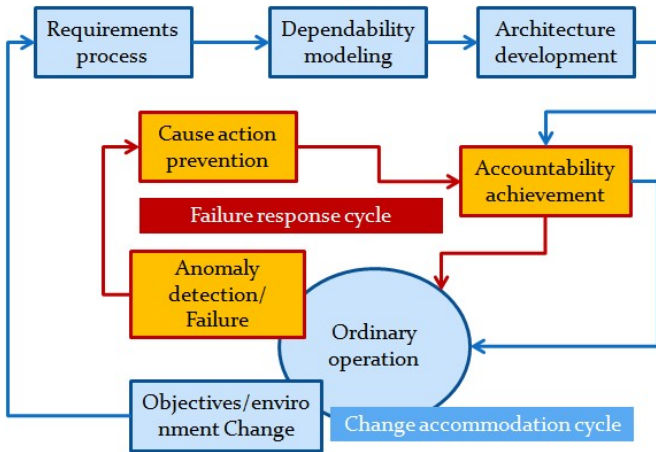 Requirements
process
Dependability
modeling
Architecture
development
Cause action
prevention
Accountability
achievement
Failure response cycle
Anomaly
detection/
Failure
Ordinary
operation
Objectives/environ
nment Change
Change accommodation cycle